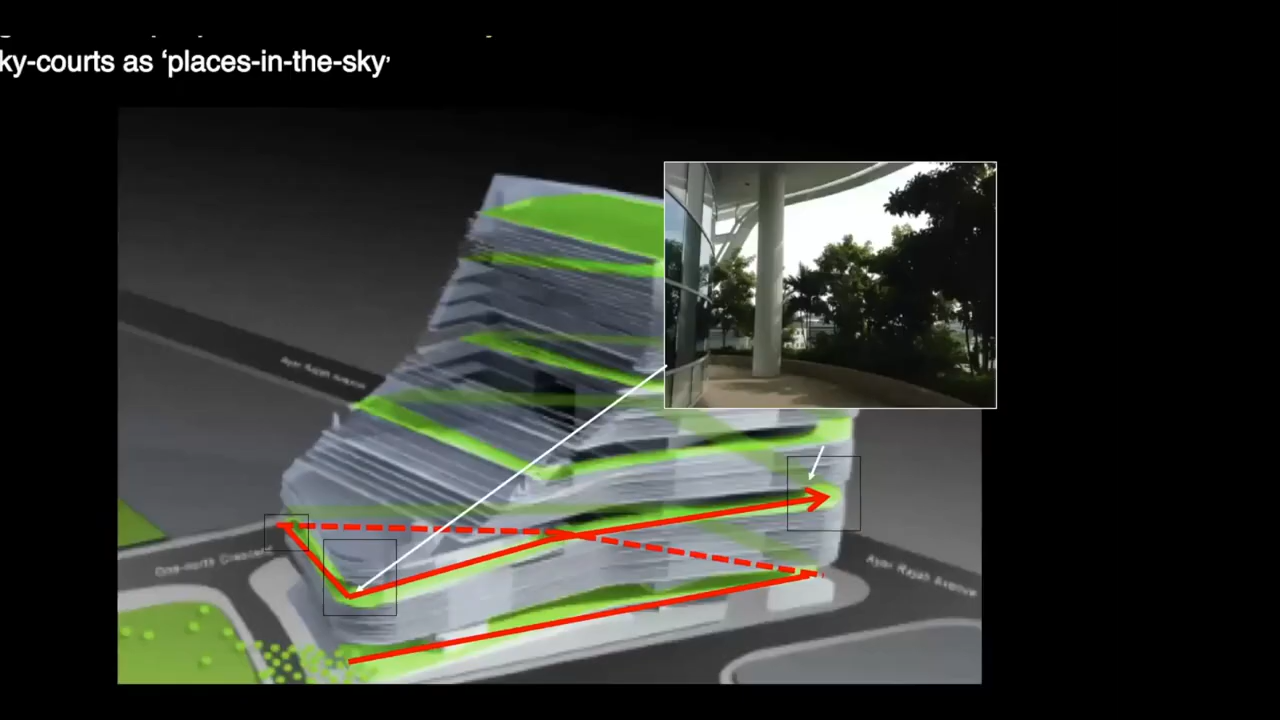 ky-courts as ‘places-in-the-sky’
Ayer Rajah Avenue
One-north Crescent
Ayer Rajah Avenue